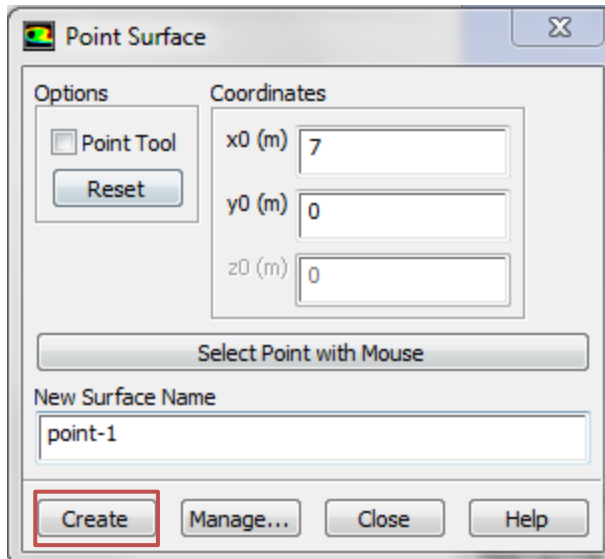 Point Surface
Options
Point Tool
Reset
Coordinates
x0 (m) 7
y0 (m) 0
z0 (m) 0
Select Point with Mouse
New Surface Name
point-1
Create Manage... Close Help